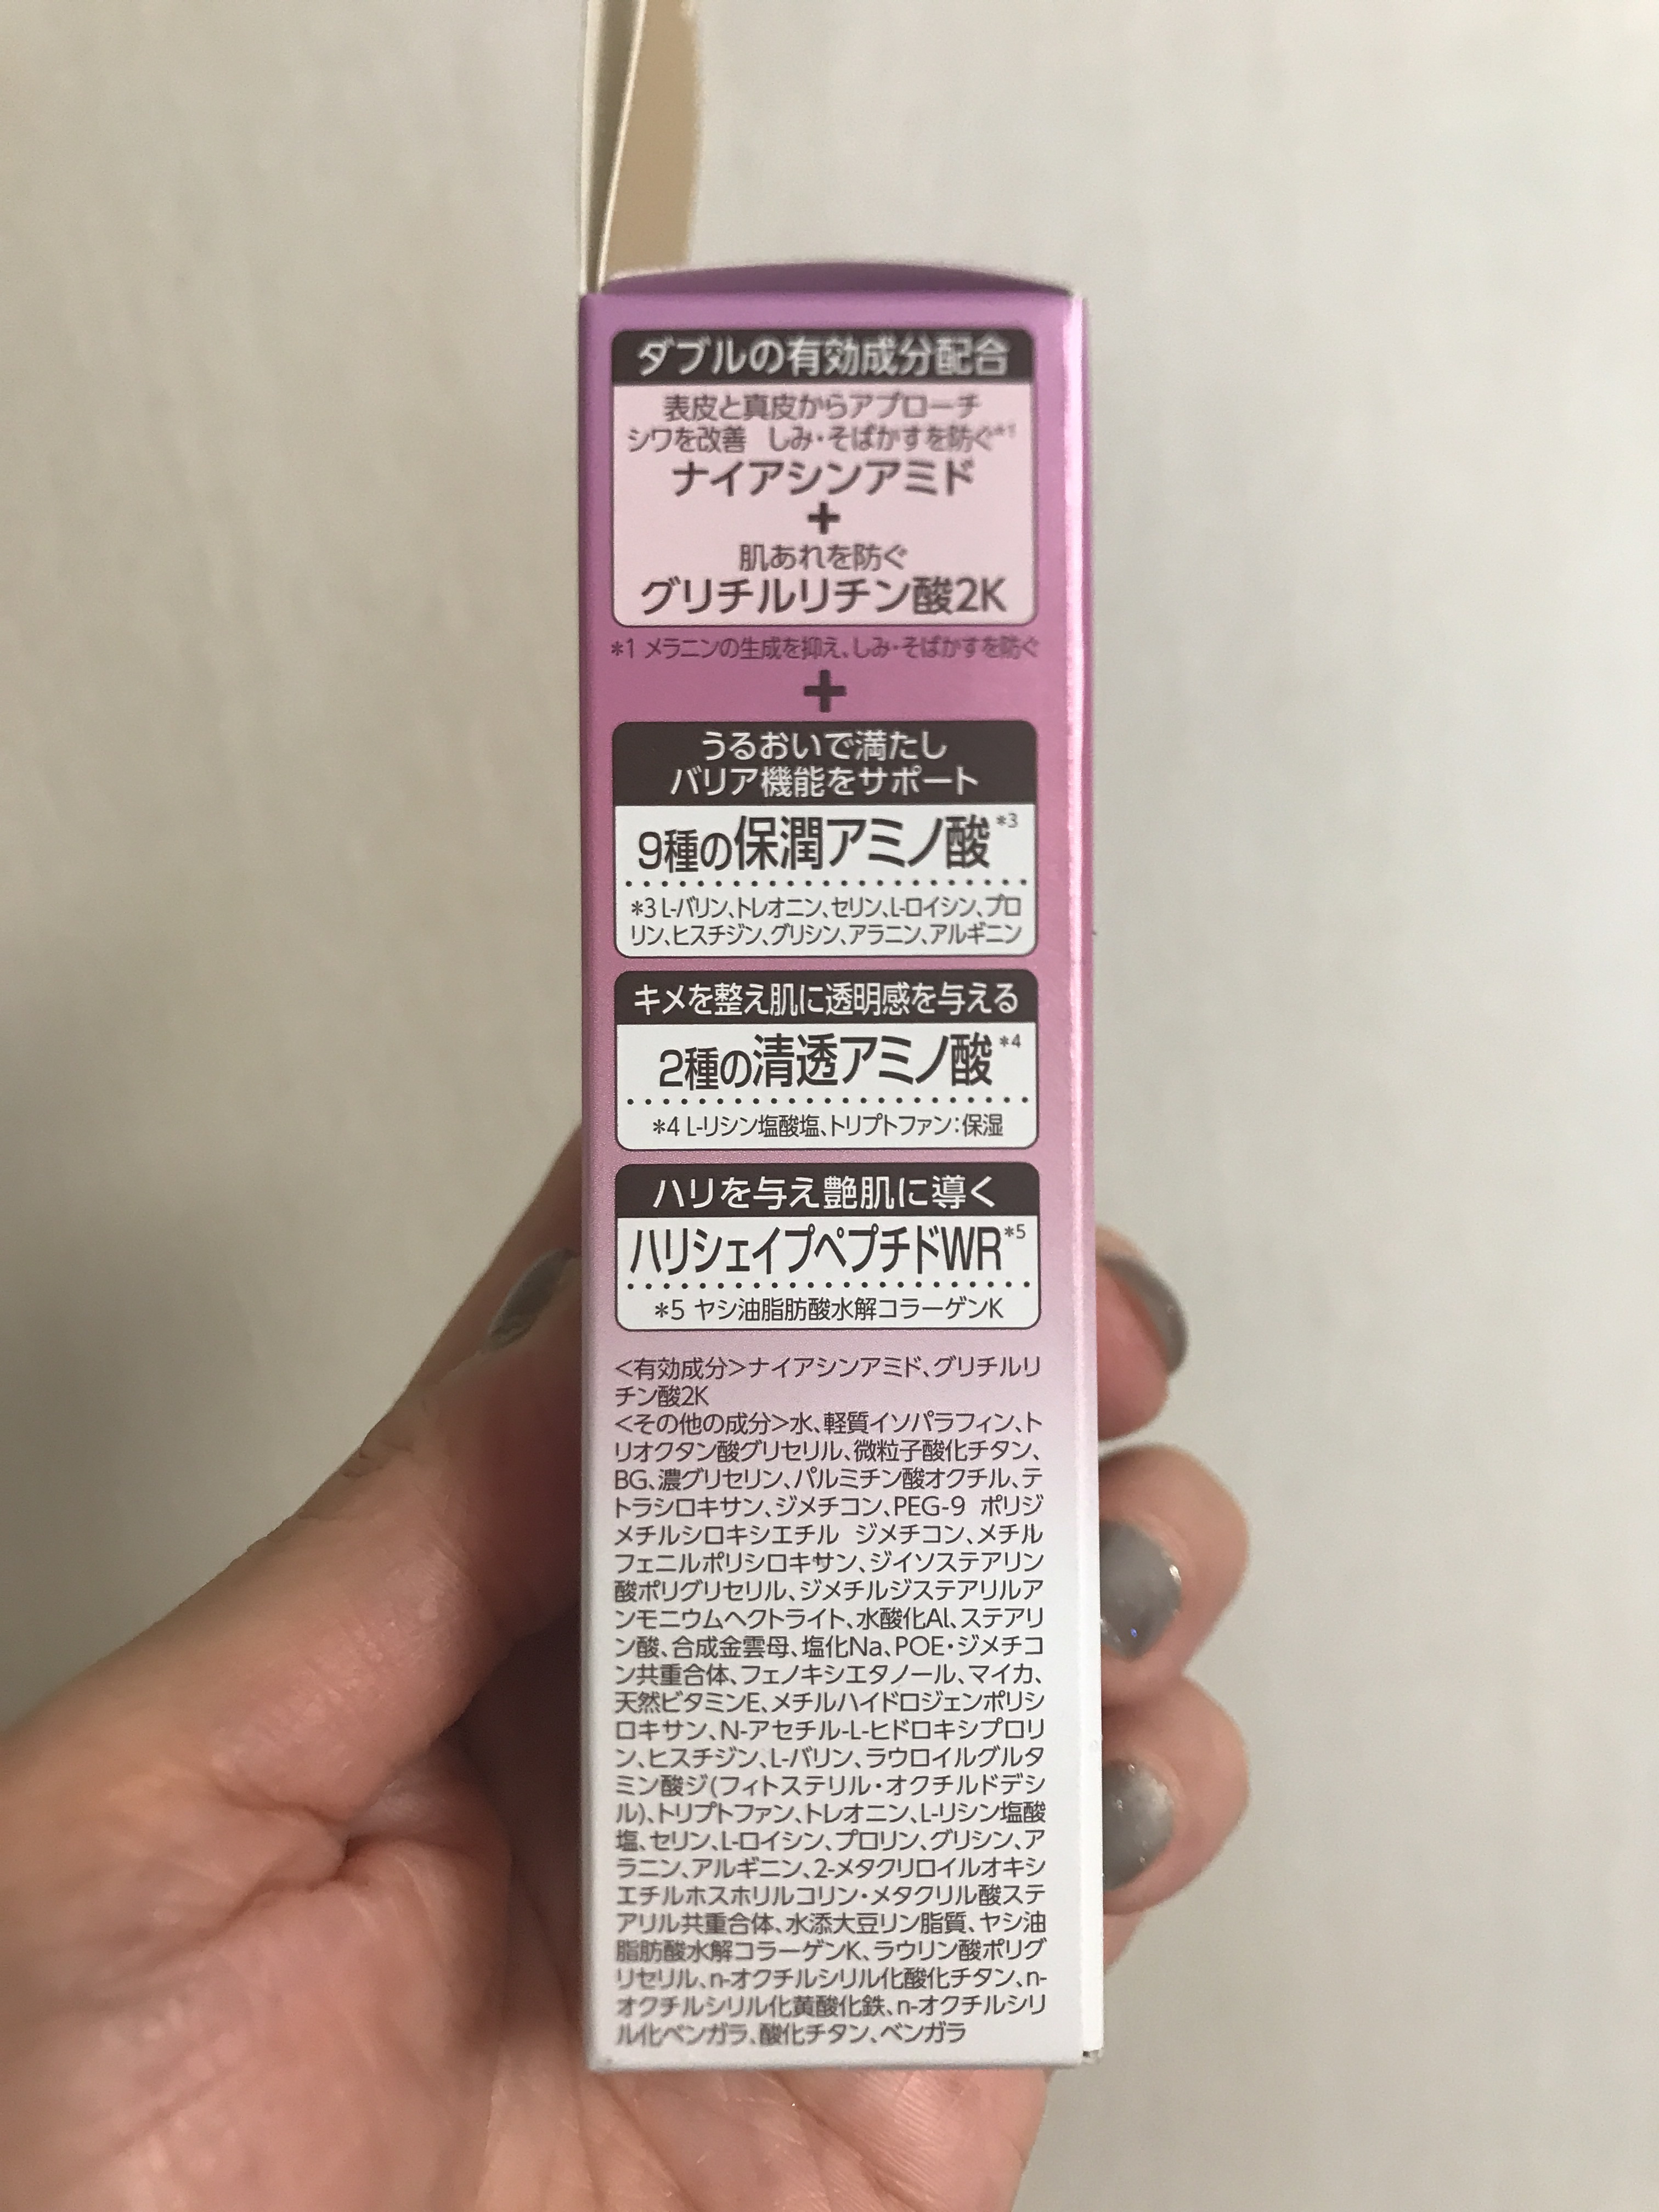 ダブルの有効成分配合
表皮と真皮からアプローチ
シワを改善 しみ・そばかすを防ぐ*1
ナイアシンアミド
+
肌あれを防ぐ
グリチルリチン酸2K
*1 メラニンの生成を抑え、しみ・そばかすを防ぐ
+
うるおいで満たし
バリア機能をサポート
9種の保潤アミノ酸*3
*3 L-バリン、トレオニン、セリン、L-ロイシン、プロ
リン、ヒスチジン、グリシン、アラニン、アルギニン
キメを整え肌に透明感を与える
2種の清透アミノ酸*4
*4 L-リシン塩酸塩、トリプトファン:保湿
ハリを与え艶肌に導く
ハリシェイプペプチドWR*5
*5 ヤシ油脂肪酸水解コラーゲンK
<有効成分>ナイアシンアミド、グリチルリ
チン酸2K
<その他の成分>水、軽質イソパラフィン、ト
リオクタン酸グリセリル、微粒子酸化チタン、
BG、濃グリセリン、パルミチン酸オクチル、テ
トラシロキサン、ジメチコン、PEG-9 ポリジ
メチルシロキシエチル ジメチコン、メチル
フェニルポリシロキサン、ジイソステアリン
酸ポリグリセリル、ジメチルジステアリルア
ンモニウムヘクトライト、水酸化Al、ステアリ
ン酸、合成金雲母、塩化Na、POE・ジメチコ
ン共重合体、フェノキシエタノール、マイカ、
天然ビタミンE、メチルハイドロジェンポリシ
ロキサン、N-アセチル-L-ヒドロキシプロリ
ン、ヒスチジン、L-バリン、ラウロイルグルタ
ミン酸ジ(フィトステリル・オクチルドデシ
ル)、トリプトファン、トレオニン、L-リシン塩酸
塩、セリン、L-ロイシン、プロリン、グリシン、ア
ラニン、アルギニン、2-メタクリロイルオキシ
エチルホスホリルコリン・メタクリル酸ステ
アリル共重合体、水添大豆リン脂質、ヤシ油
脂肪酸水解コラーゲンK、ラウリン酸ポリグ
リセリル、n-オクチルシリル化酸化チタン、n-
オクチルシリル化黄酸化鉄、n-オクチルシリ
ル化ベンガラ、酸化チタン、ベンガラ